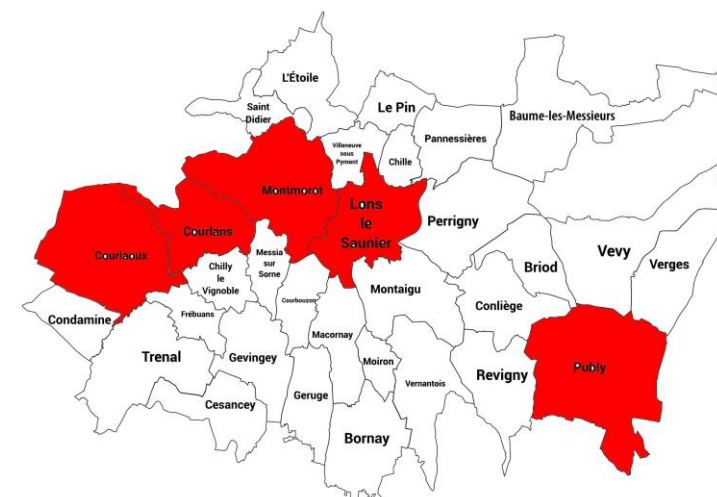 L'Étoile
Saint
Didier
Le Pin
Baume-les-Messieurs
Villeneuve
sous
Pymont
Chille
Pannessières
Montmorot
Lons
le
Saunier
Perrigny
Courlans
Courlaoux
Messia
sur
Sorne
Chilly
le
Vignoble
Vevy
Verges
Briod
Montaigu
Conliège
Courbouzon
Frébuans
Condamine
Macornay
Trenal
Gevingey
Moiron
Publy
Revigny
Vernantois
Geruge
Cesancey
Bornay